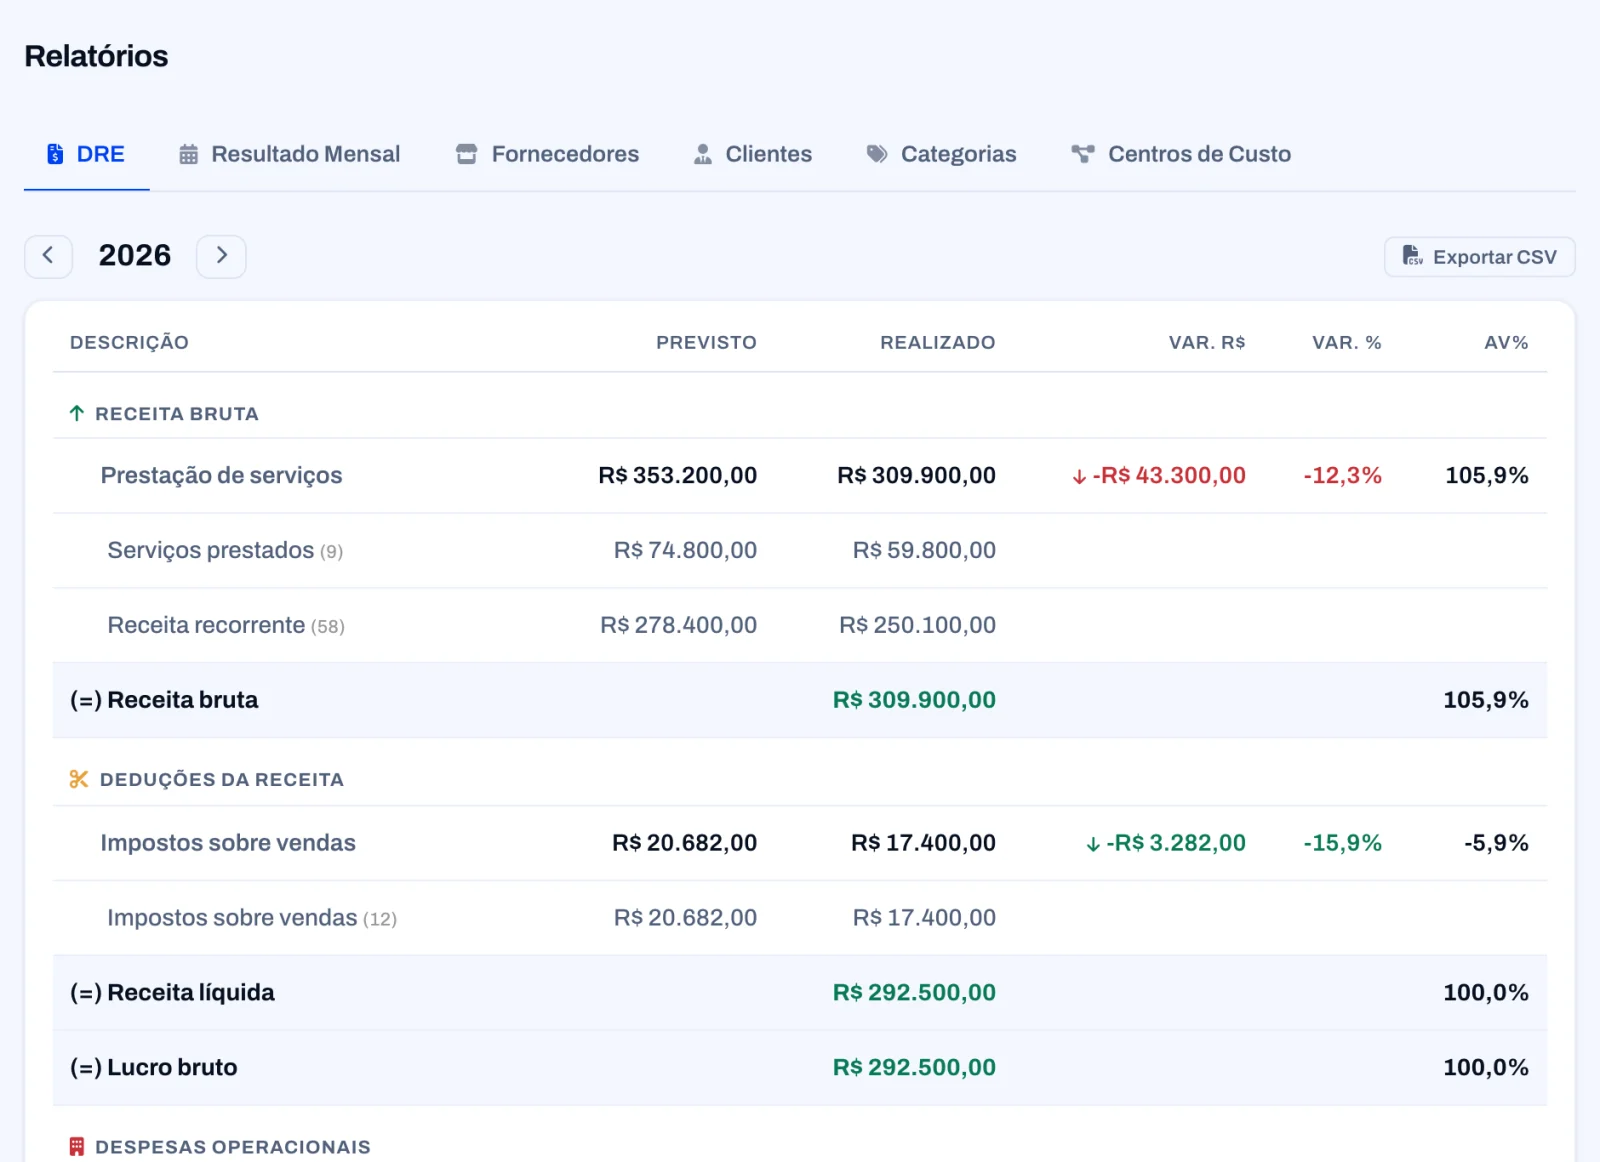 Relatórios
DRE Resultado Mensal Fornecedores Clientes Categorias Centros de Custo
2026 Exportar CSV
DESCRIÇÃO PREVISTO REALIZADO VAR. R$ VAR. % AV%
RECEITA BRUTA
Prestação de serviços R$ 353.200,00 R$ 309.900,00 ↓ -R$ 43.300,00 -12,3% 105,9%
Serviços prestados (9) R$ 74.800,00 R$ 59.800,00
Receita recorrente (58) R$ 278.400,00 R$ 250.100,00
(=) Receita bruta R$ 309.900,00 105,9%
DEDUÇÕES DA RECEITA
Impostos sobre vendas R$ 20.682,00 R$ 17.400,00 ↓ -R$ 3.282,00 -15,9% -5,9%
Impostos sobre vendas (12) R$ 20.682,00 R$ 17.400,00
(=) Receita líquida R$ 292.500,00 100,0%
(=) Lucro bruto R$ 292.500,00 100,0%
DESPESAS OPERACIONAIS